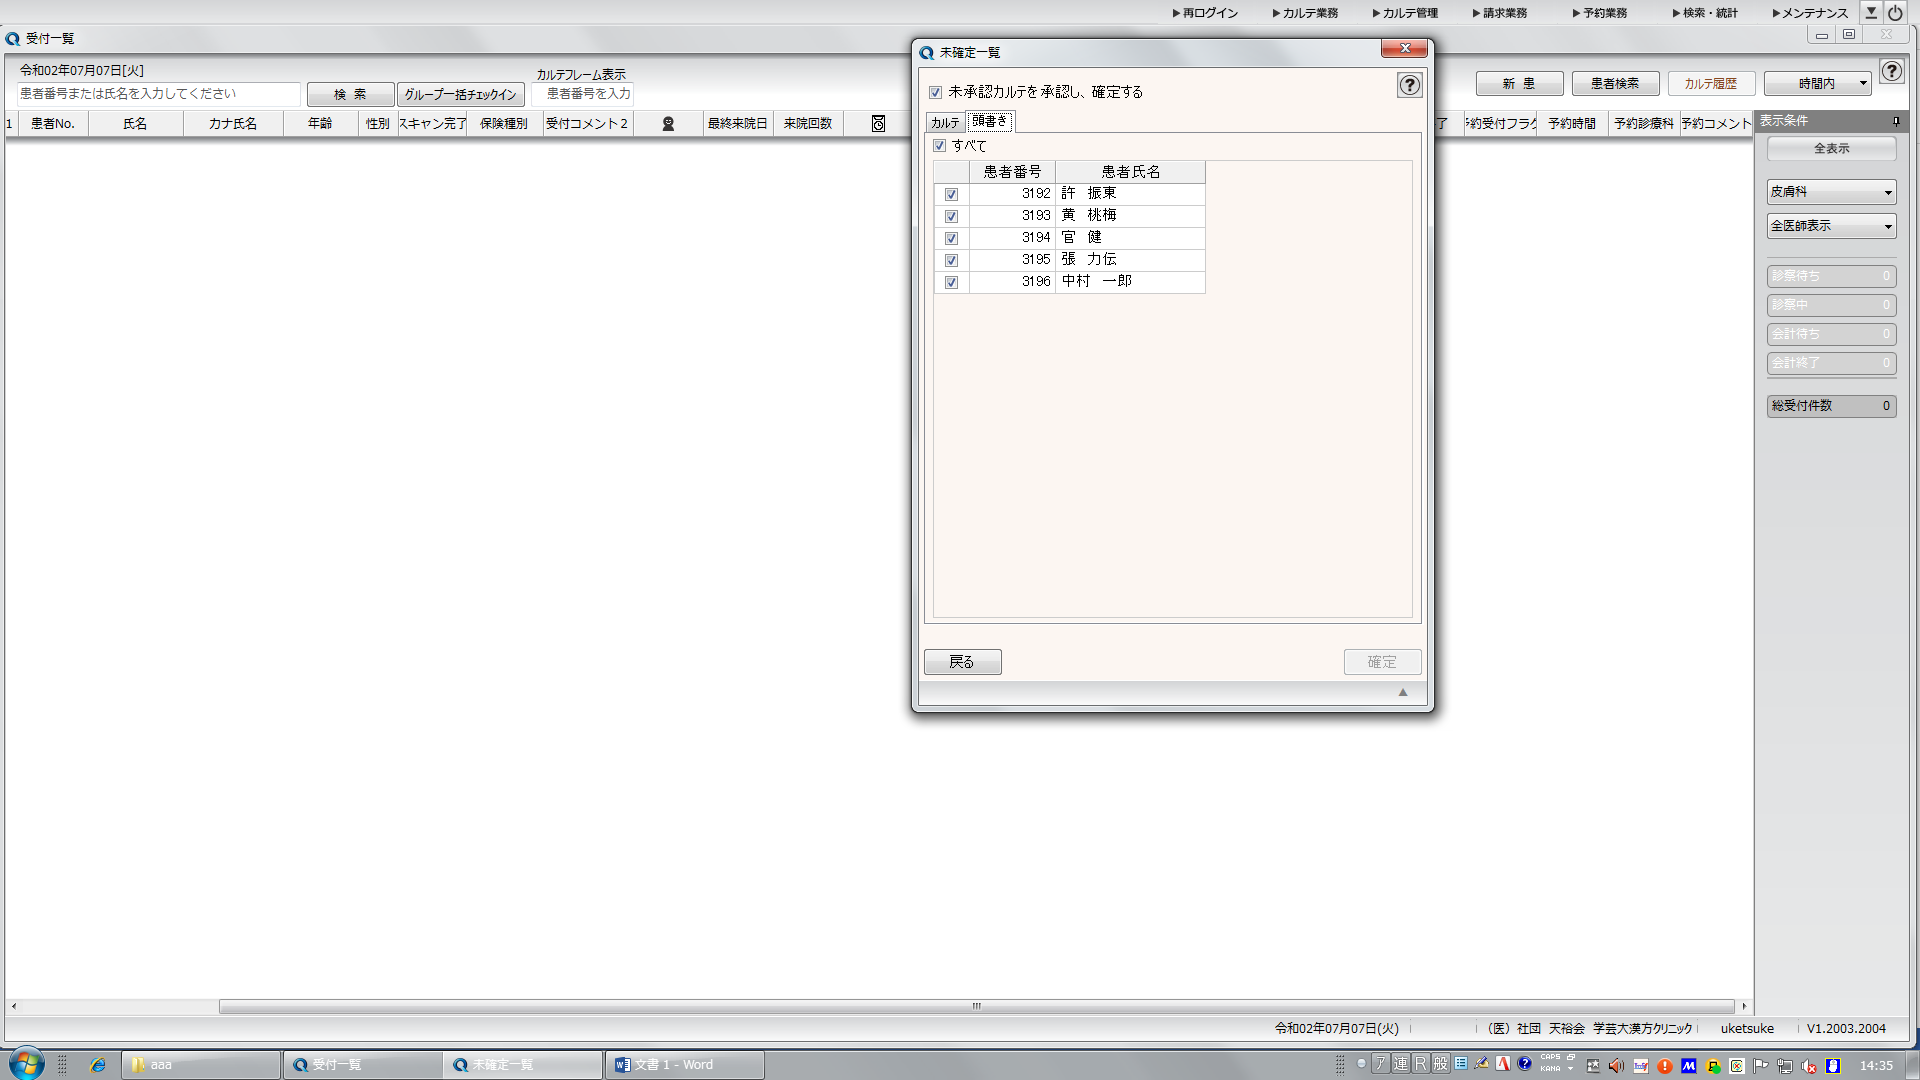 ▶再ログイン ▶カルテ業務 ▶カルテ管理 ▶請求業務 ▶予約業務 ▶検索・統計 ▶メンテナンス
受付一覧
令和02年07月07日[火]
患者番号または氏名を入力してください 検 索 グループ一括チェックイン
カルテフレーム表示
患者番号を入力
新 患 患者検索 カルテ履歴 時間内
1 患者No. 氏名 カナ氏名 年齢 性別 スキャン完了 保険種別 受付コメント2 最終来院日 来院回数
了 予約受付フラグ 予約時間 予約診療科 予約コメント
未確定一覧
未承認カルテを承認し、確定する
カルテ 頭書き
すべて
患者番号 患者氏名
3192 許 振東
3193 黄 桃梅
3194 官 健
3195 張 力伝
3196 中村 一郎
戻る 確定
表示条件
全表示
皮膚科
全医師表示
診察待ち 0
診察中 0
会計待ち 0
会計終了 0
総受付件数 0
令和02年07月07日(火) (医)社団 天裕会 学芸大漢方クリニック uketsuke V1.2003.2004
aaa 受付一覧 未確定一覧 文書 1 - Word
ア 連 R 般 CAPS KANA 14:35